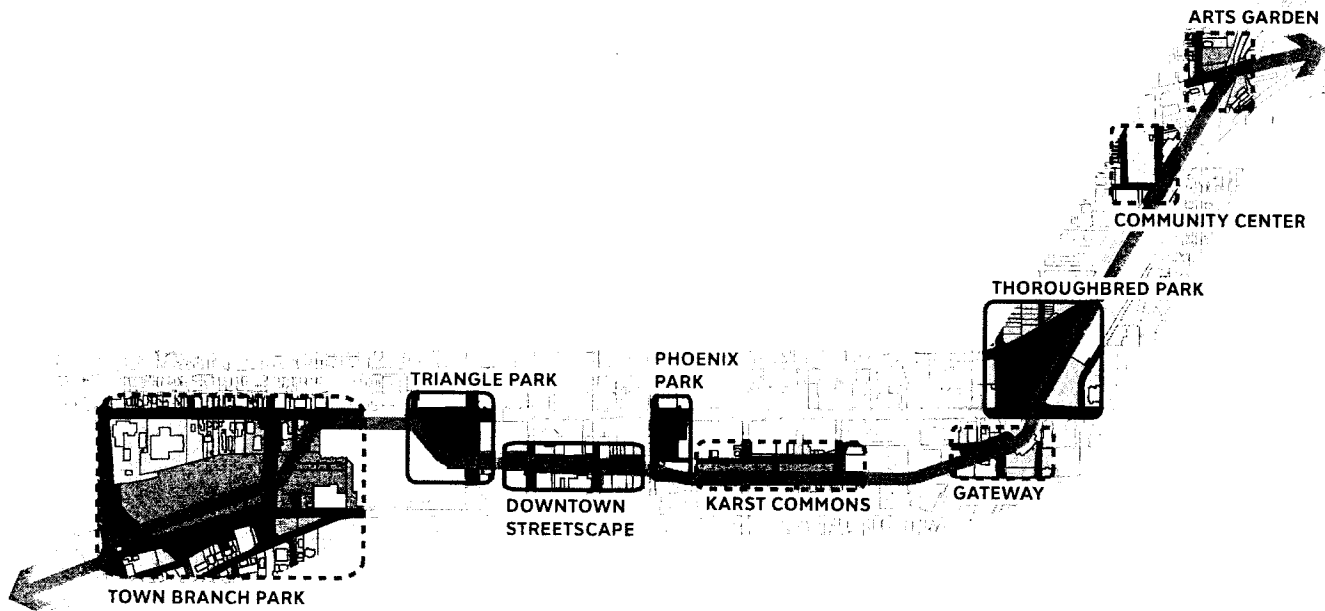 ARTS GARDEN
COMMUNITY CENTER
THOROUGHBRED PARK
PHOENIX
PARK
TRIANGLE PARK
DOWNTOWN
STREETSCAPE
KARST COMMONS
GATEWAY
TOWN BRANCH PARK